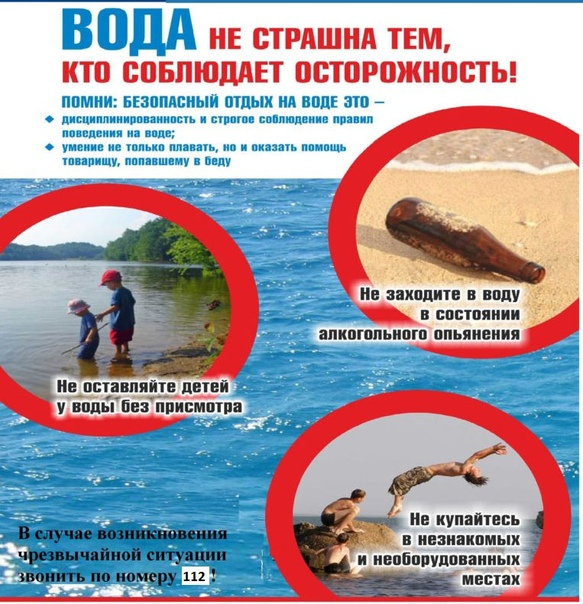 ВОДА НЕ СТРАШНА ТЕМ,
КТО СОБЛЮДАЕТ ОСТОРОЖНОСТЬ!
ПОМНИ: БЕЗОПАСНЫЙ ОТДЫХ НА ВОДЕ ЭТО –
дисциплинированность и строгое соблюдение правил
поведения на воде;
умение не только плавать, но и оказать помощь
товарищу, попавшему в беду
Не заходите в воду
в состоянии
алкогольного опьянения
Не оставляйте детей
у воды без присмотра
Не купайтесь
в незнакомых
и необорудованных
местах
В случае возникновения
чрезвычайной ситуации
звонить по номеру 112 !